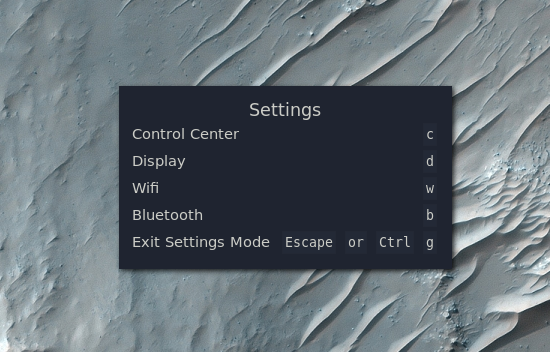 Settings
Control Center c
Display d
Wifi w
Bluetooth b
Exit Settings Mode Escape or Ctrl g